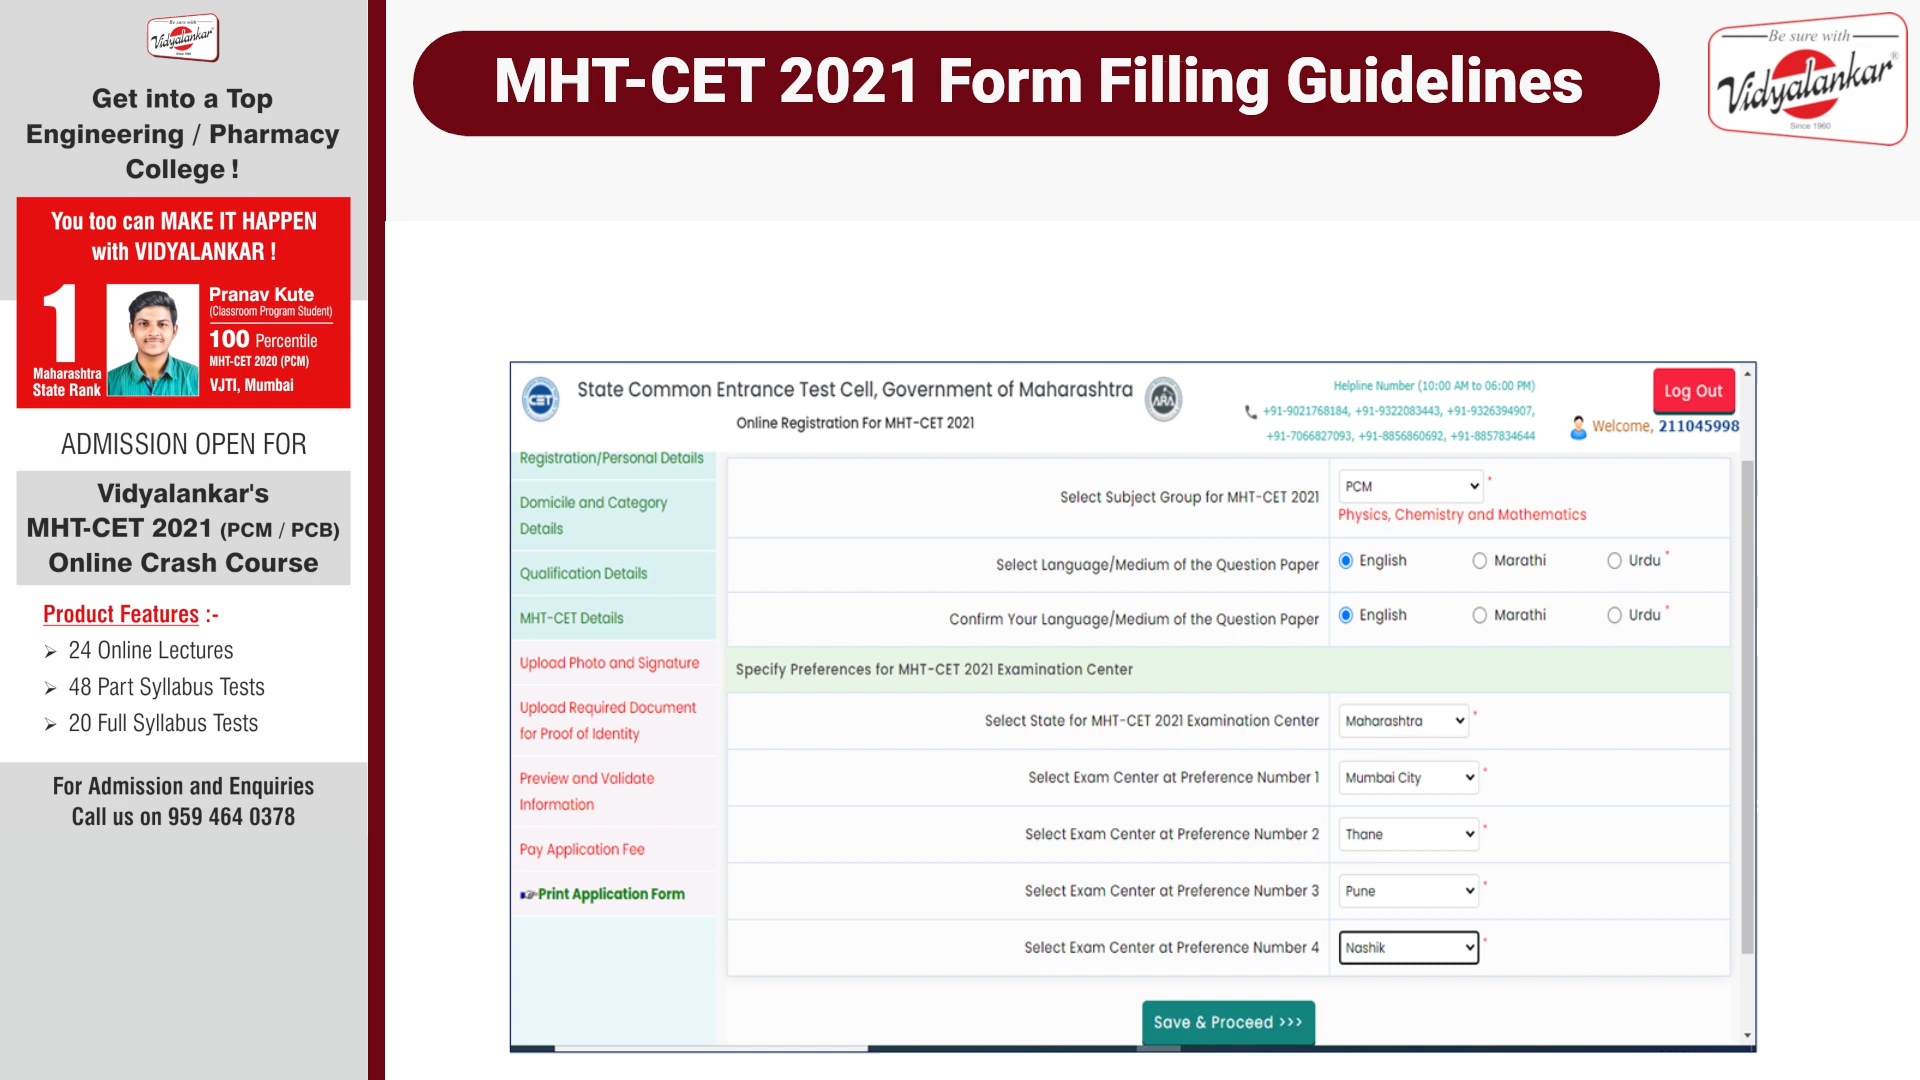 Be sure with
Vidyalankar®
Since 1960
Get into a Top
Engineering / Pharmacy
College !
You too can MAKE IT HAPPEN
with VIDYALANKAR !
1
Maharashtra
State Rank
Pranav Kute
(Classroom Program Student)
100 Percentile
MHT-CET 2020 (PCM)
VJTI, Mumbai
ADMISSION OPEN FOR
Vidyalankar's
MHT-CET 2021 (PCM / PCB)
Online Crash Course
Product Features :-
➢ 24 Online Lectures
➢ 48 Part Syllabus Tests
➢ 20 Full Syllabus Tests
For Admission and Enquiries
Call us on 959 464 0378
MHT-CET 2021 Form Filling Guidelines
Be sure with
Vidyalankar®
Since 1960
CET
State Common Entrance Test Cell, Government of Maharashtra
Online Registration For MHT-CET 2021
ARA
Helpline Number (10:00 AM to 06:00 PM)
+91-9021768184, +91-9322083443, +91-9326394907,
+91-7066827093, +91-8856860692, +91-8857834644
Log Out
Welcome, 211045998
Registration/Personal Details
Domicile and Category
Details
Qualification Details
MHT-CET Details
Upload Photo and Signature
Upload Required Document
for Proof of Identity
Preview and Validate
Information
Pay Application Fee
Print Application Form
Select Subject Group for MHT-CET 2021 PCM *
Physics, Chemistry and Mathematics
Select Language/Medium of the Question Paper English Marathi Urdu *
Confirm Your Language/Medium of the Question Paper English Marathi Urdu *
Specify Preferences for MHT-CET 2021 Examination Center
Select State for MHT-CET 2021 Examination Center Maharashtra *
Select Exam Center at Preference Number 1 Mumbai City *
Select Exam Center at Preference Number 2 Thane *
Select Exam Center at Preference Number 3 Pune *
Select Exam Center at Preference Number 4 Nashik *
Save & Proceed >>>